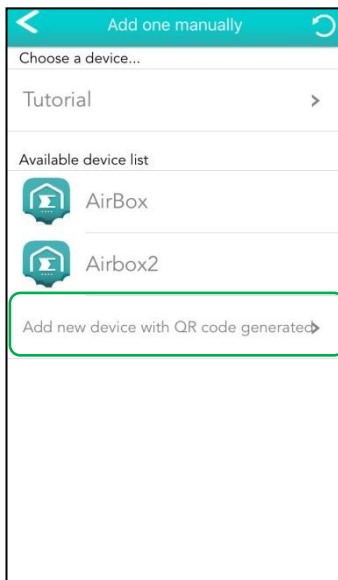 Add one manually
Choose a device...
Tutorial
Available device list
AirBox
Airbox2
Add new device with QR code generated